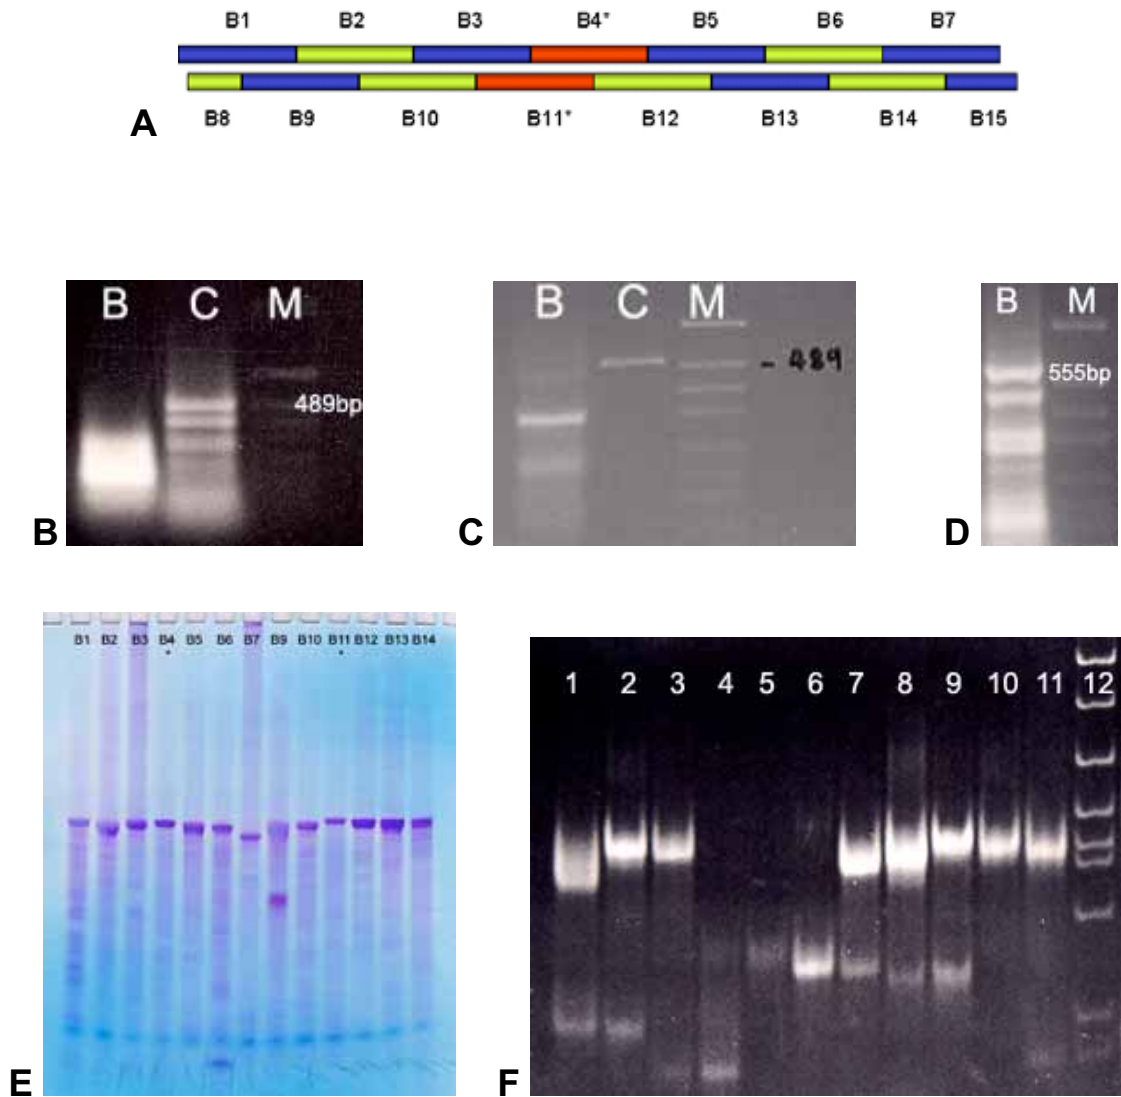 B1 B2 B3 B4* B5 B6 B7
A
B8 B9 B10 B11* B12 B13 B14 B15
B C M
489bp
B
B C M
- 489
C
B M
555bp
D
B1 B2 B3 B4 B5 B6 B7 B9 B10 B11 B12 B13 B14
* *
E
1 2 3 4 5 6 7 8 9 10 11 12
F